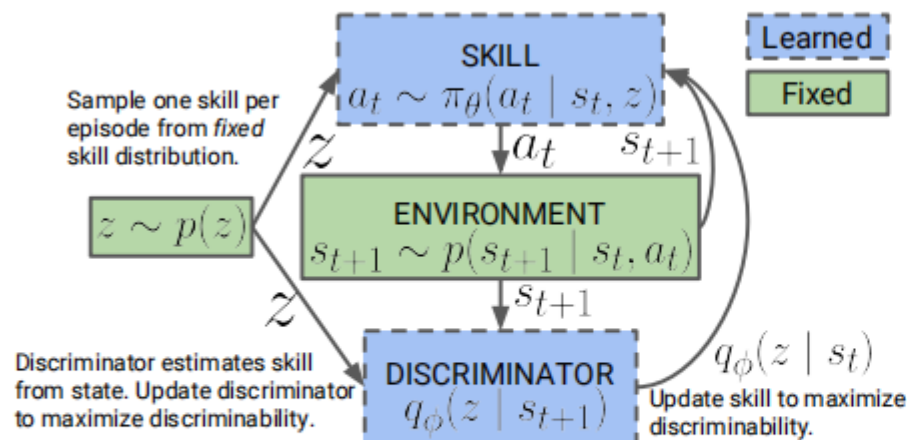 SKILL
a_t ∼ π_θ(a_t | s_t, z)
Learned
Fixed
Sample one skill per
episode from fixed
skill distribution.
z
a_t
s_{t+1}
z ∼ p(z)
ENVIRONMENT
s_{t+1} ∼ p(s_{t+1} | s_t, a_t)
z
s_{t+1}
Discriminator estimates skill
from state. Update discriminator
to maximize discriminability.
DISCRIMINATOR
q_ϕ(z | s_{t+1})
q_ϕ(z | s_t)
Update skill to maximize
discriminability.